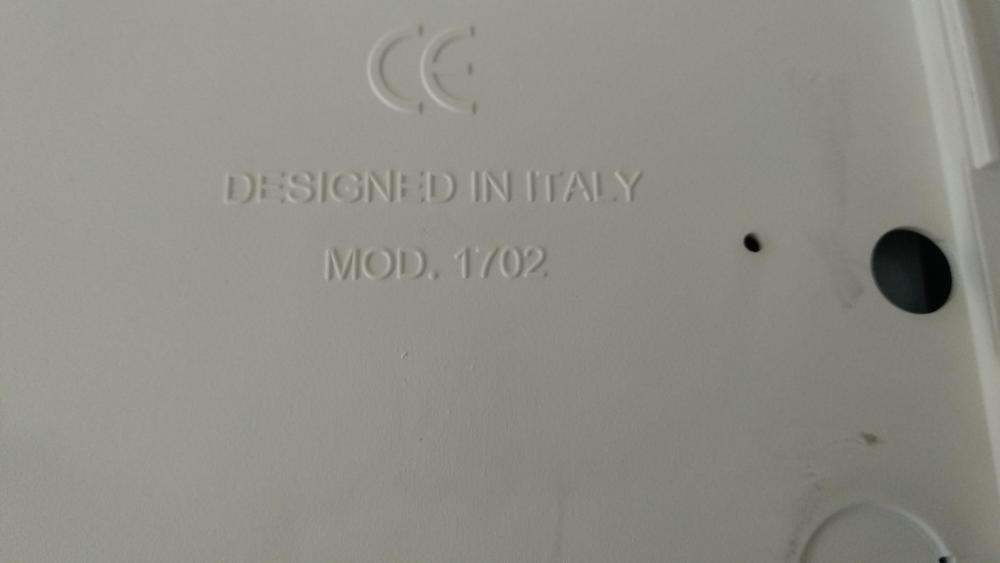 CE
DESIGNED IN ITALY
MOD. 1702